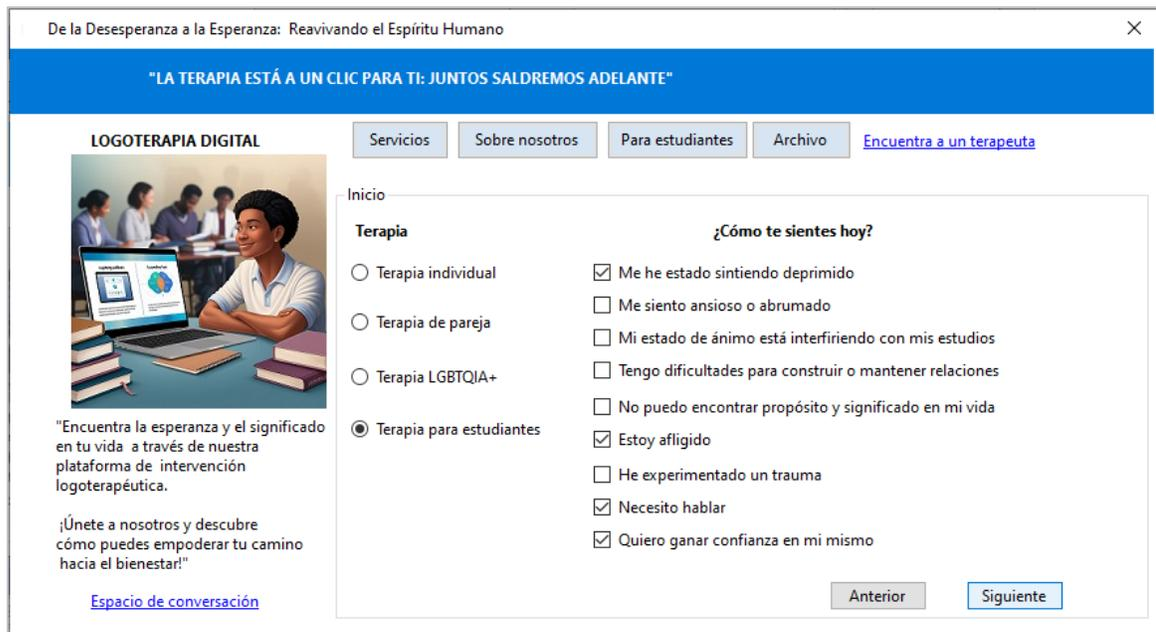 De la Desesperanza a la Esperanza: Reavivando el Espíritu Humano
"LA TERAPIA ESTÁ A UN CLIC PARA TI: JUNTOS SALDREMOS ADELANTE"
LOGOTERAPIA DIGITAL
Servicios
Sobre nosotros
Para estudiantes
Archivo
Encuentra a un terapeuta
"Encuentra la esperanza y el significado
en tu vida a través de nuestra
plataforma de intervención
logoterapéutica.
¡Únete a nosotros y descubre
cómo puedes empoderar tu camino
hacia el bienestar!"
Espacio de conversación
Inicio
Terapia
Terapia individual
Terapia de pareja
Terapia LGBTQIA+
Terapia para estudiantes
¿Cómo te sientes hoy?
Me he estado sintiendo deprimido
Me siento ansioso o abrumado
Mi estado de ánimo está interfiriendo con mis estudios
Tengo dificultades para construir o mantener relaciones
No puedo encontrar propósito y significado en mi vida
Estoy afligido
He experimentado un trauma
Necesito hablar
Quiero ganar confianza en mi mismo
Anterior
Siguiente